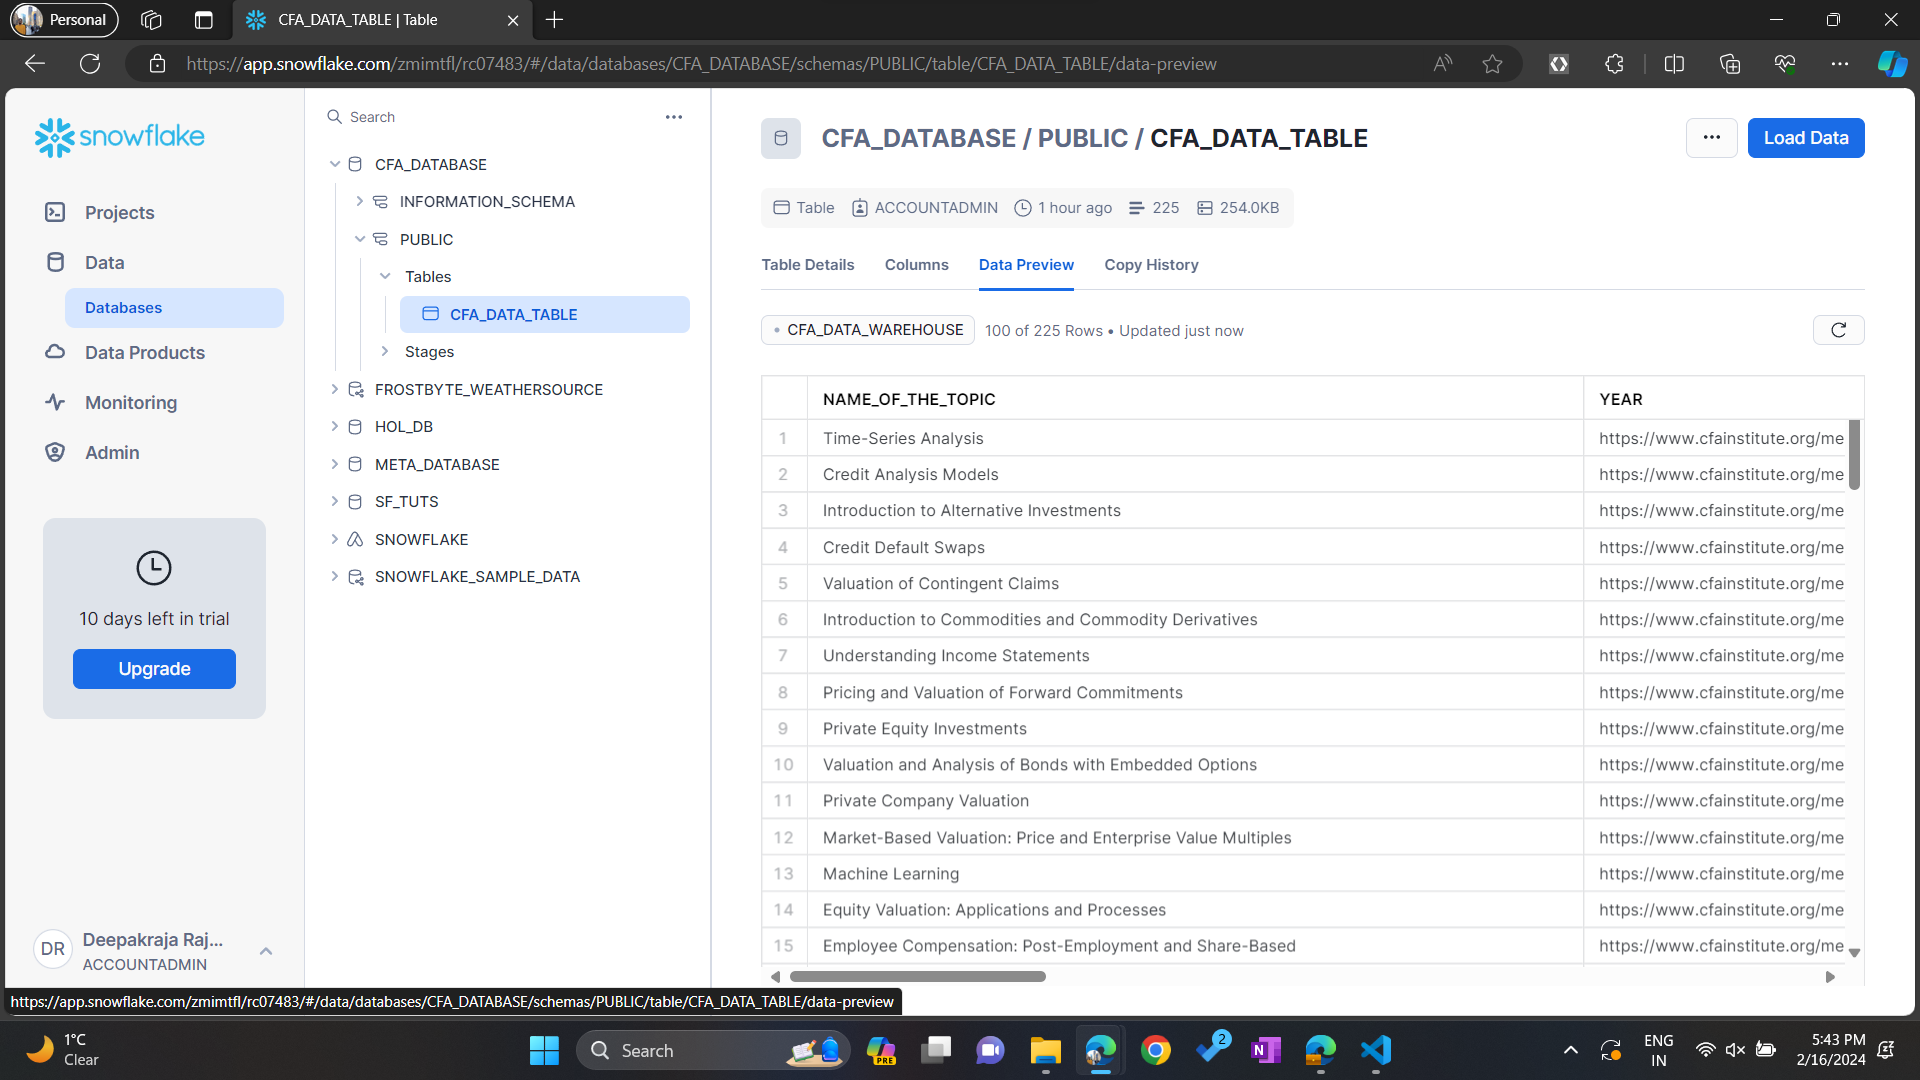 Personal
CFA_DATA_TABLE | Table
https://app.snowflake.com/zmimtfl/rc07483/#/data/databases/CFA_DATABASE/schemas/PUBLIC/table/CFA_DATA_TABLE/data-preview
snowflake
Projects
Data
Databases
Data Products
Monitoring
Admin
10 days left in trial
Upgrade
DR
Deepakraja Raj...
ACCOUNTADMIN
Search
CFA_DATABASE
INFORMATION_SCHEMA
PUBLIC
Tables
CFA_DATA_TABLE
Stages
FROSTBYTE_WEATHERSOURCE
HOL_DB
META_DATABASE
SF_TUTS
SNOWFLAKE
SNOWFLAKE_SAMPLE_DATA
CFA_DATABASE / PUBLIC / CFA_DATA_TABLE
Load Data
Table ACCOUNTADMIN 1 hour ago 225 254.0KB
Table Details Columns Data Preview Copy History
CFA_DATA_WAREHOUSE 100 of 225 Rows • Updated just now
NAME_OF_THE_TOPIC YEAR
1 Time-Series Analysis https://www.cfainstitute.org/me
2 Credit Analysis Models https://www.cfainstitute.org/me
3 Introduction to Alternative Investments https://www.cfainstitute.org/me
4 Credit Default Swaps https://www.cfainstitute.org/me
5 Valuation of Contingent Claims https://www.cfainstitute.org/me
6 Introduction to Commodities and Commodity Derivatives https://www.cfainstitute.org/me
7 Understanding Income Statements https://www.cfainstitute.org/me
8 Pricing and Valuation of Forward Commitments https://www.cfainstitute.org/me
9 Private Equity Investments https://www.cfainstitute.org/me
10 Valuation and Analysis of Bonds with Embedded Options https://www.cfainstitute.org/me
11 Private Company Valuation https://www.cfainstitute.org/me
12 Market-Based Valuation: Price and Enterprise Value Multiples https://www.cfainstitute.org/me
13 Machine Learning https://www.cfainstitute.org/me
14 Equity Valuation: Applications and Processes https://www.cfainstitute.org/me
15 Employee Compensation: Post-Employment and Share-Based https://www.cfainstitute.org/me
https://app.snowflake.com/zmimtfl/rc07483/#/data/databases/CFA_DATABASE/schemas/PUBLIC/table/CFA_DATA_TABLE/data-preview
1°C
Clear
Search
PRE
2
N
ENG
IN
5:43 PM
2/16/2024